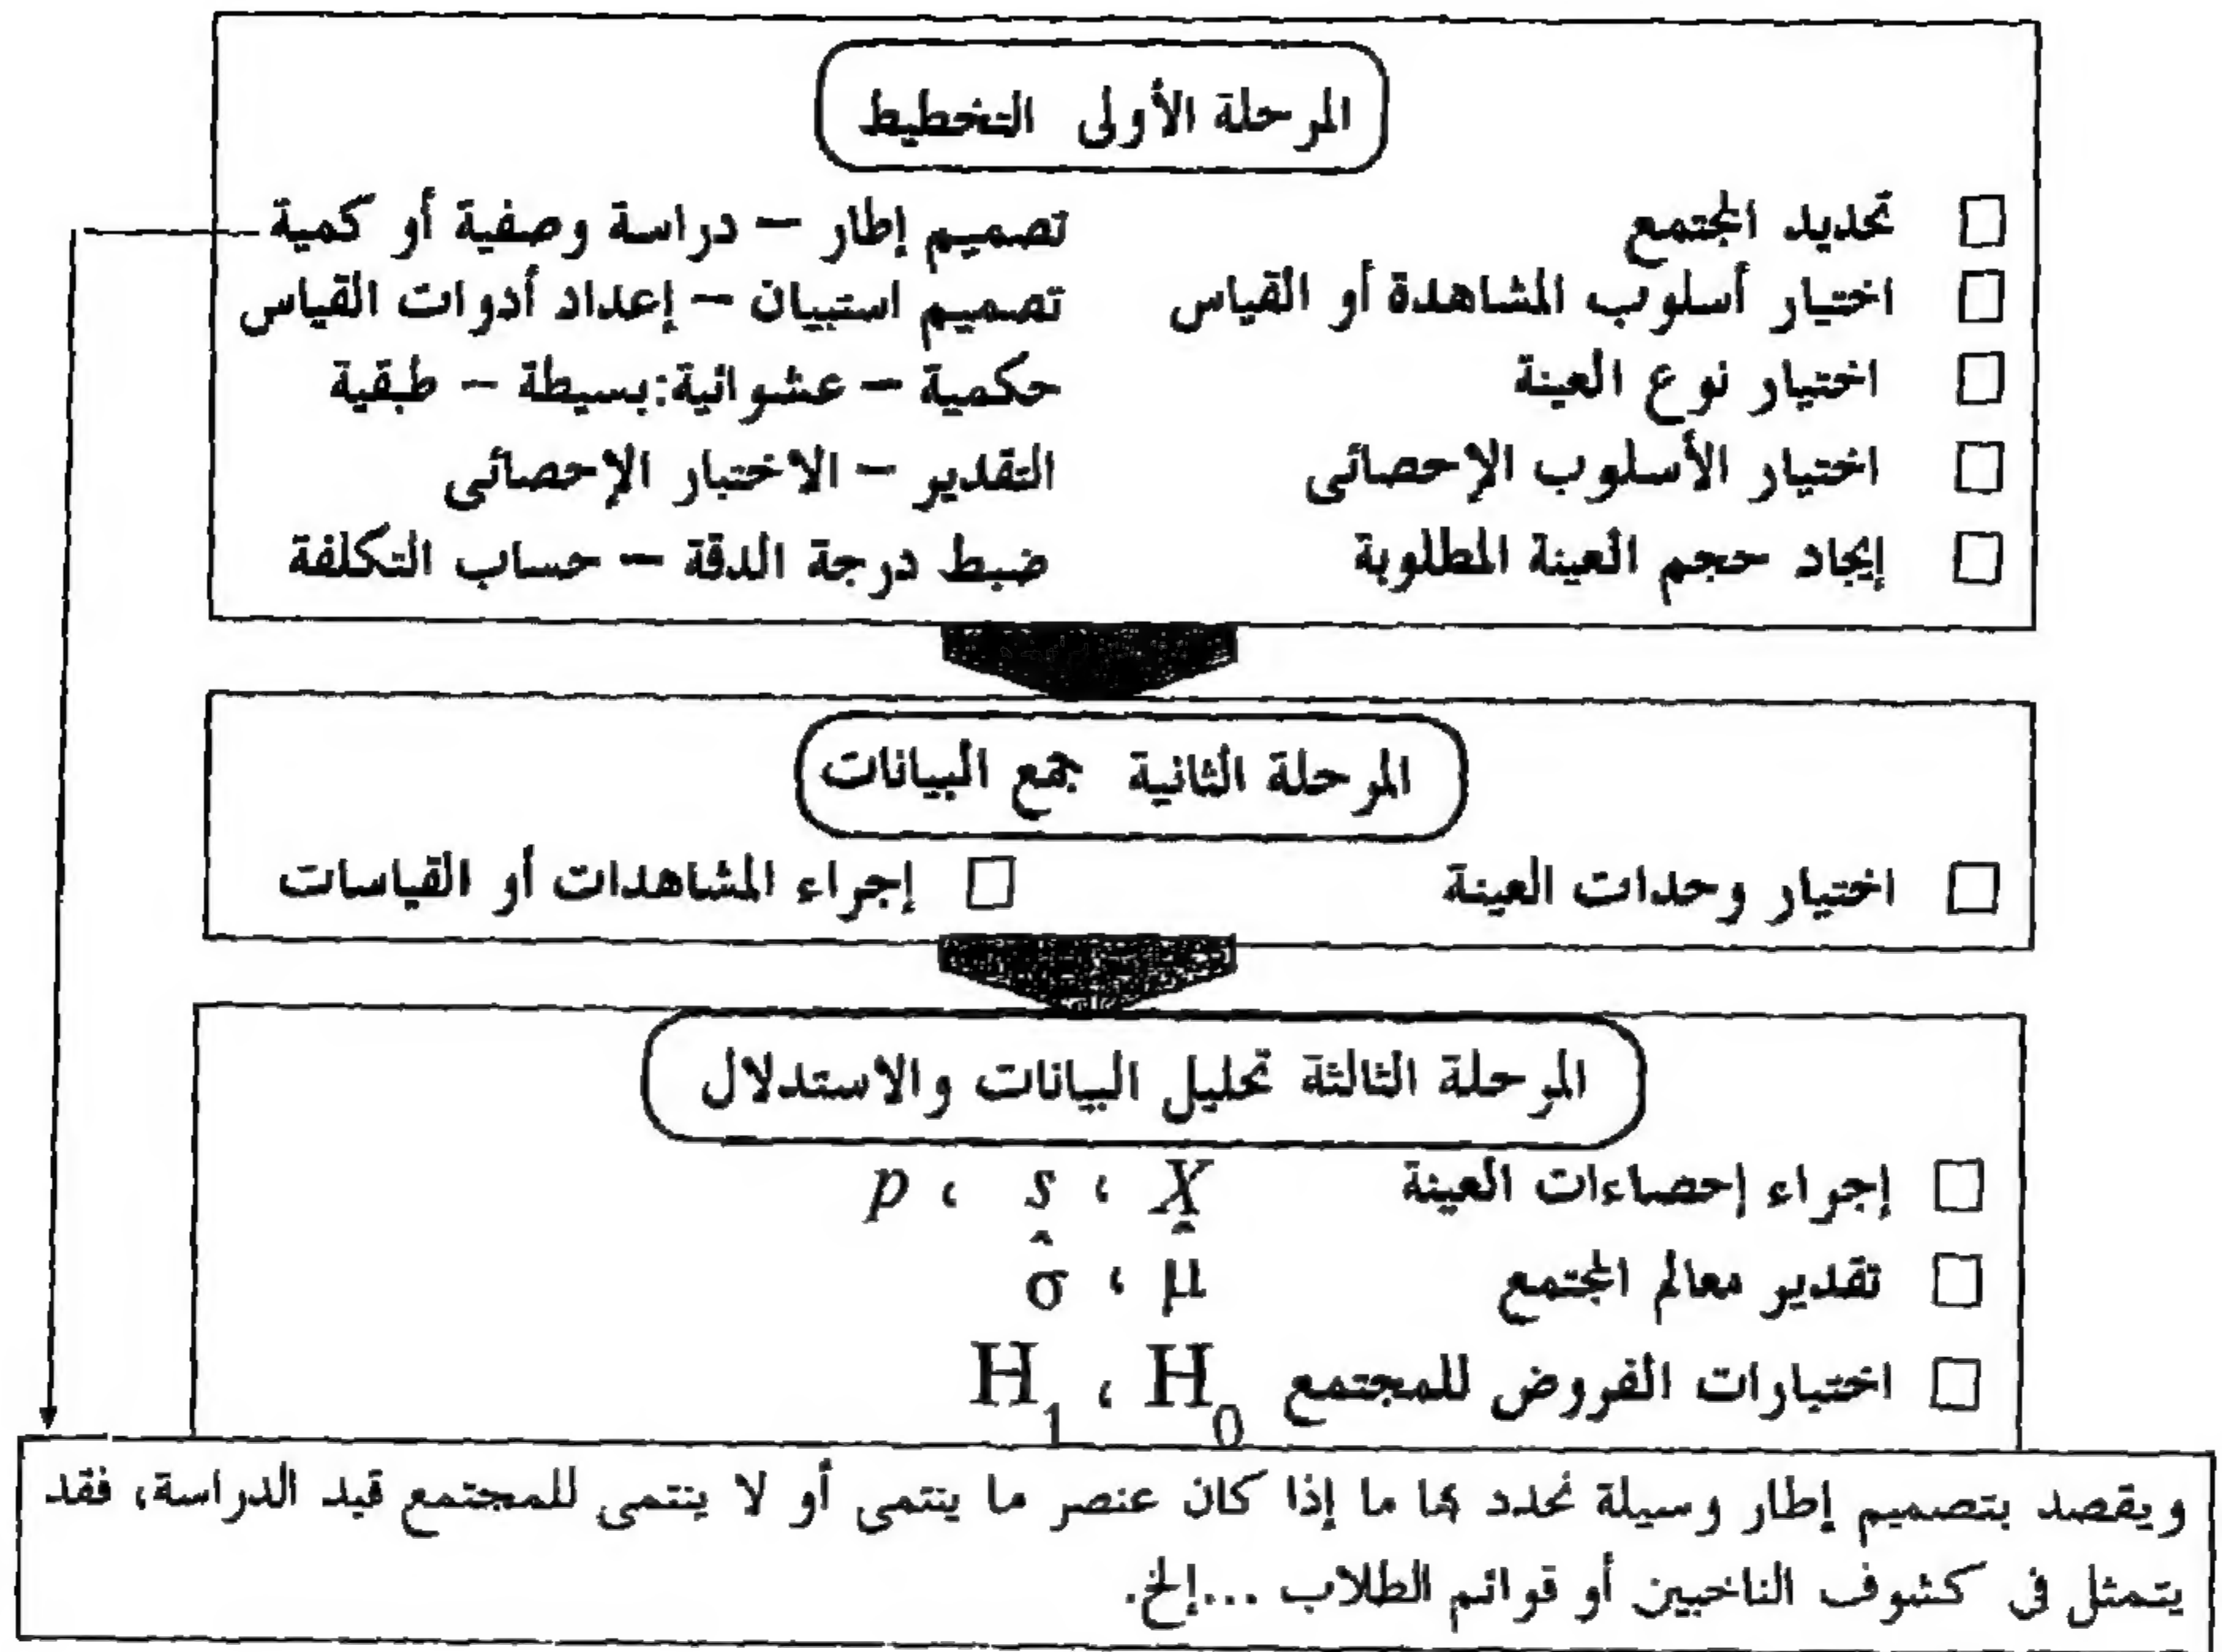 المرحلة الأولى التخطيط
□ تحديد المجتمع تصميم إطار – دراسة وصفية أو كمية
□ اختيار أسلوب المشاهدة أو القياس تصميم استبيان – إعداد أدوات القياس
□ اختيار نوع العينة حكمية – عشوائية:بسيطة – طبقية
□ اختيار الأسلوب الإحصائى التقدير – الاختبار الإحصائى
□ إيجاد حجم العينة المطلوبة ضبط درجة الدقة – حساب التكلفة
المرحلة الثانية جمع البيانات
□ اختيار وحدات العينة □ إجراء المشاهدات أو القياسات
المرحلة الثالثة تحليل البيانات والاستدلال
□ إجراء إحصاءات العينة X ، s ، p
□ تقدير معالم المجتمع μ̂ ، σ̂
□ اختبارات الفروض للمجتمع H₀ ، H₁
ويقصد بتصميم إطار وسيلة نحدد بها ما إذا كان عنصر ما ينتمى أو لا ينتمى للمجتمع قيد الدراسة، فقد
يتمثل فى كشوف الناخبين أو قوائم الطلاب ...إلخ.